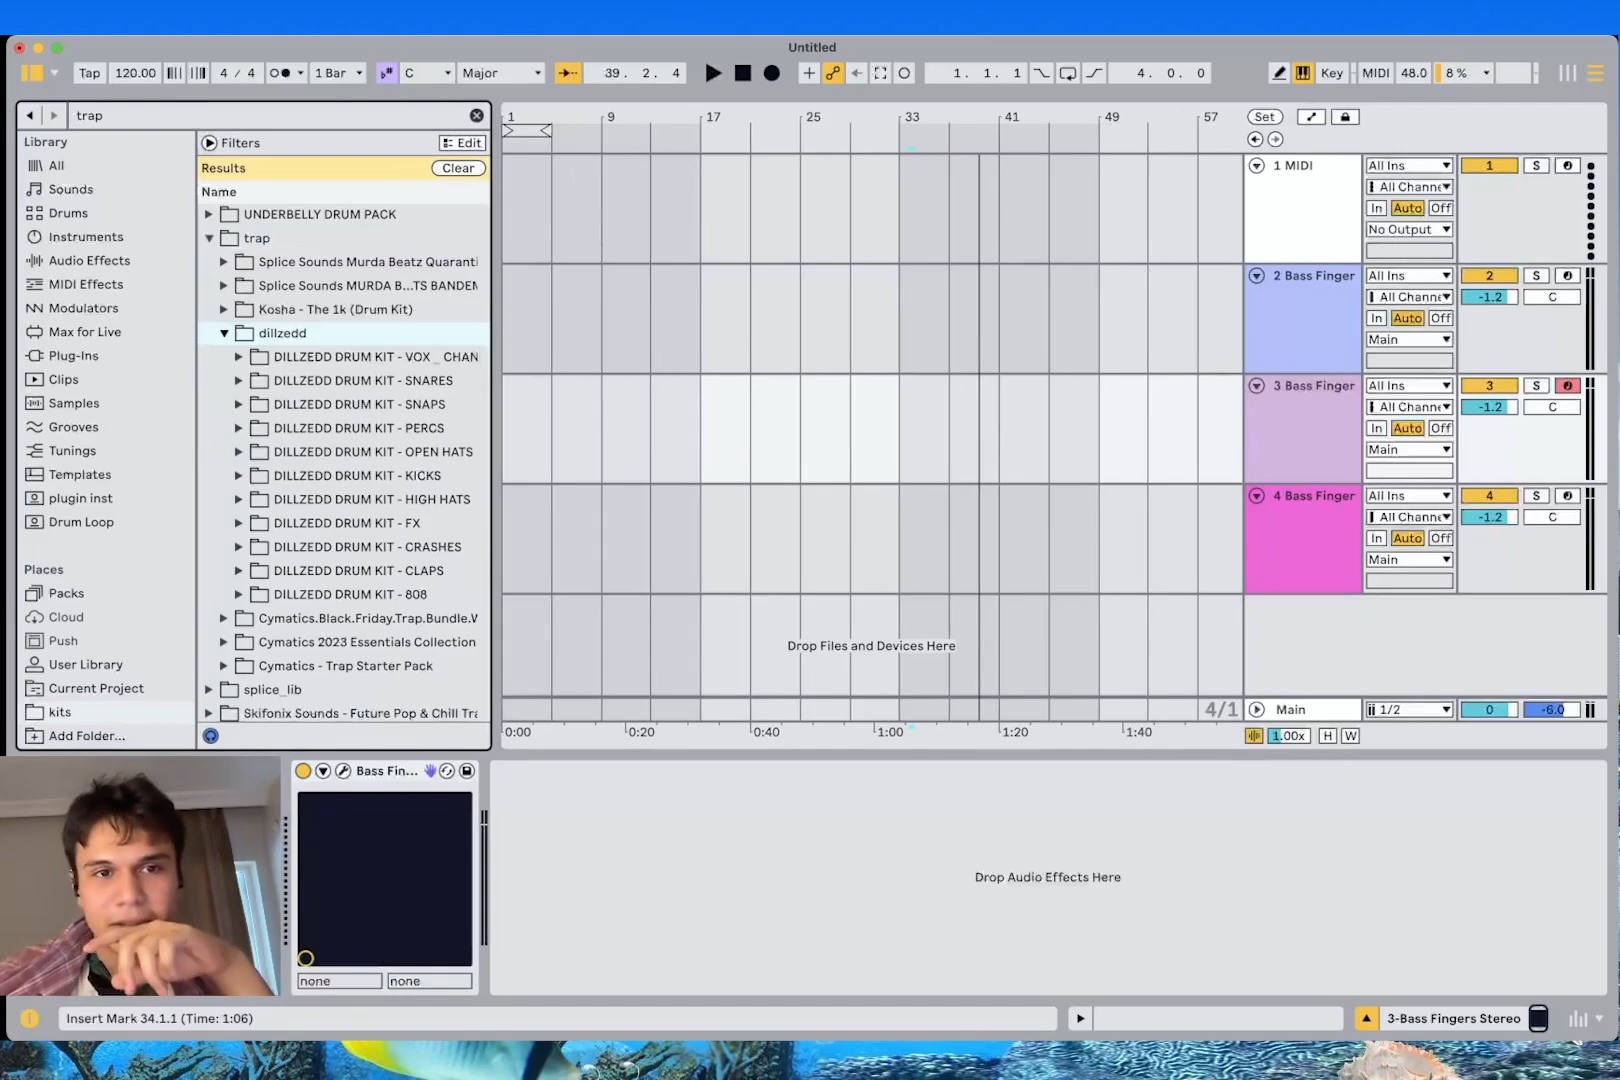 Untitled
Tap 120.00 4 / 4 1 Bar C Major 39. 2. 4 1. 1. 1 4. 0. 0 Key MIDI 48.0 8 %
trap
Library
All
Sounds
Drums
Instruments
Audio Effects
MIDI Effects
Modulators
Max for Live
Plug-Ins
Clips
Samples
Grooves
Tunings
Templates
plugin inst
Drum Loop
Places
Packs
Cloud
Push
User Library
Current Project
kits
Add Folder...
Filters Edit
Results Clear
Name
UNDERBELLY DRUM PACK
trap
Splice Sounds Murda Beatz Quaranti
Splice Sounds MURDA B...TS BANDEM
Kosha - The 1k (Drum Kit)
dillzedd
DILLZEDD DRUM KIT - VOX _ CHAN
DILLZEDD DRUM KIT - SNARES
DILLZEDD DRUM KIT - SNAPS
DILLZEDD DRUM KIT - PERCS
DILLZEDD DRUM KIT - OPEN HATS
DILLZEDD DRUM KIT - KICKS
DILLZEDD DRUM KIT - HIGH HATS
DILLZEDD DRUM KIT - FX
DILLZEDD DRUM KIT - CRASHES
DILLZEDD DRUM KIT - CLAPS
DILLZEDD DRUM KIT - 808
Cymatics.Black.Friday.Trap.Bundle.V
Cymatics 2023 Essentials Collection
Cymatics - Trap Starter Pack
splice_lib
Skifonix Sounds - Future Pop & Chill Tra
1 9 17 25 33 41 49 57 Set
1 MIDI All Ins 1 S
All Channe
In Auto Off
No Output
2 Bass Finger All Ins 2 S
All Channe -1.2 C
In Auto Off
Main
3 Bass Finger All Ins 3 S
All Channe -1.2 C
In Auto Off
Main
4 Bass Finger All Ins 4 S
All Channe -1.2 C
In Auto Off
Main
Drop Files and Devices Here
4/1 Main 1/2 0 -6.0
0:00 0:20 0:40 1:00 1:20 1:40 1.00x H W
Bass Fin...
none none
Drop Audio Effects Here
Insert Mark 34.1.1 (Time: 1:06)
3-Bass Fingers Stereo